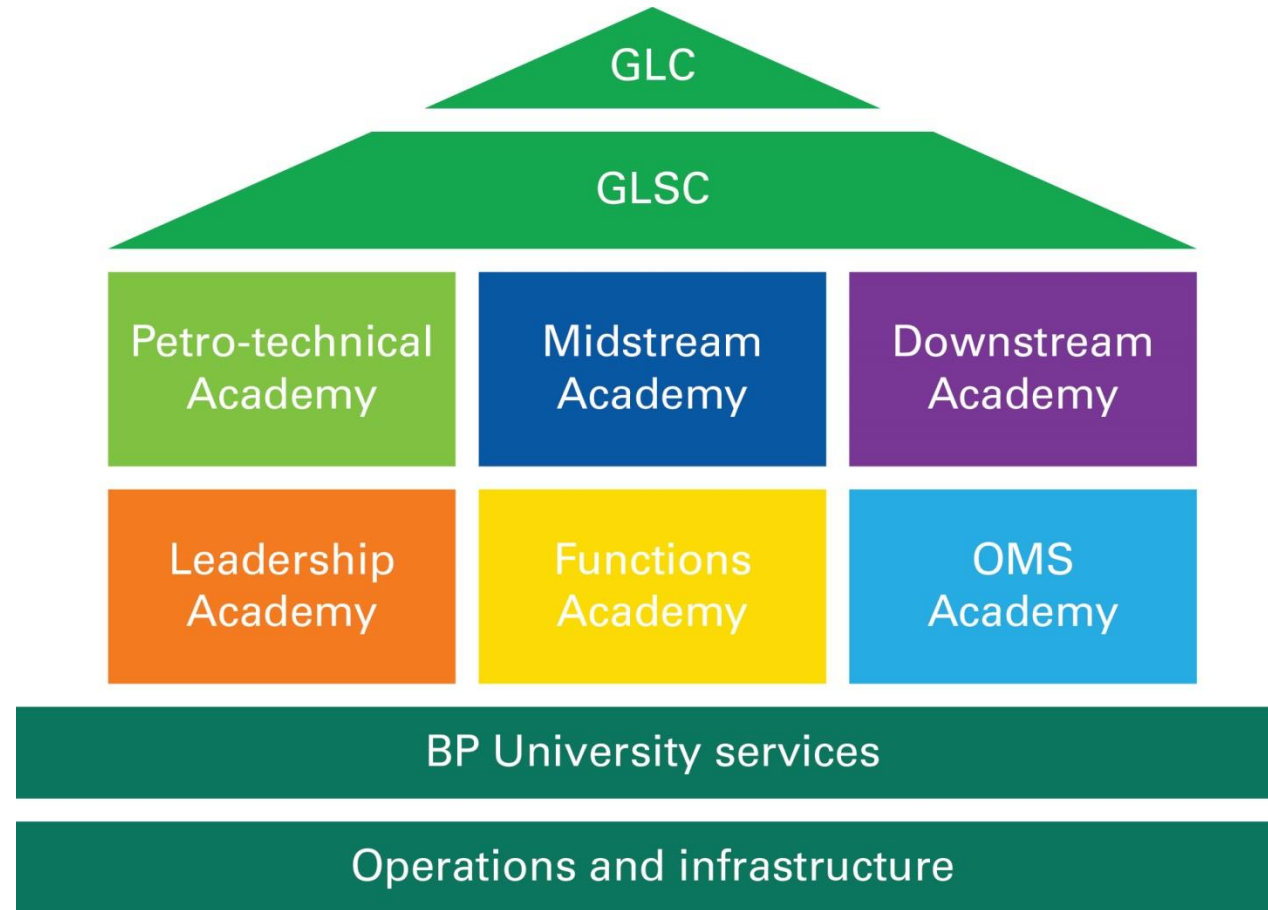 GLC
GLSC
Petro-technical
Academy
Midstream
Academy
Downstream
Academy
Leadership
Academy
Functions
Academy
OMS
Academy
BP University services
Operations and infrastructure